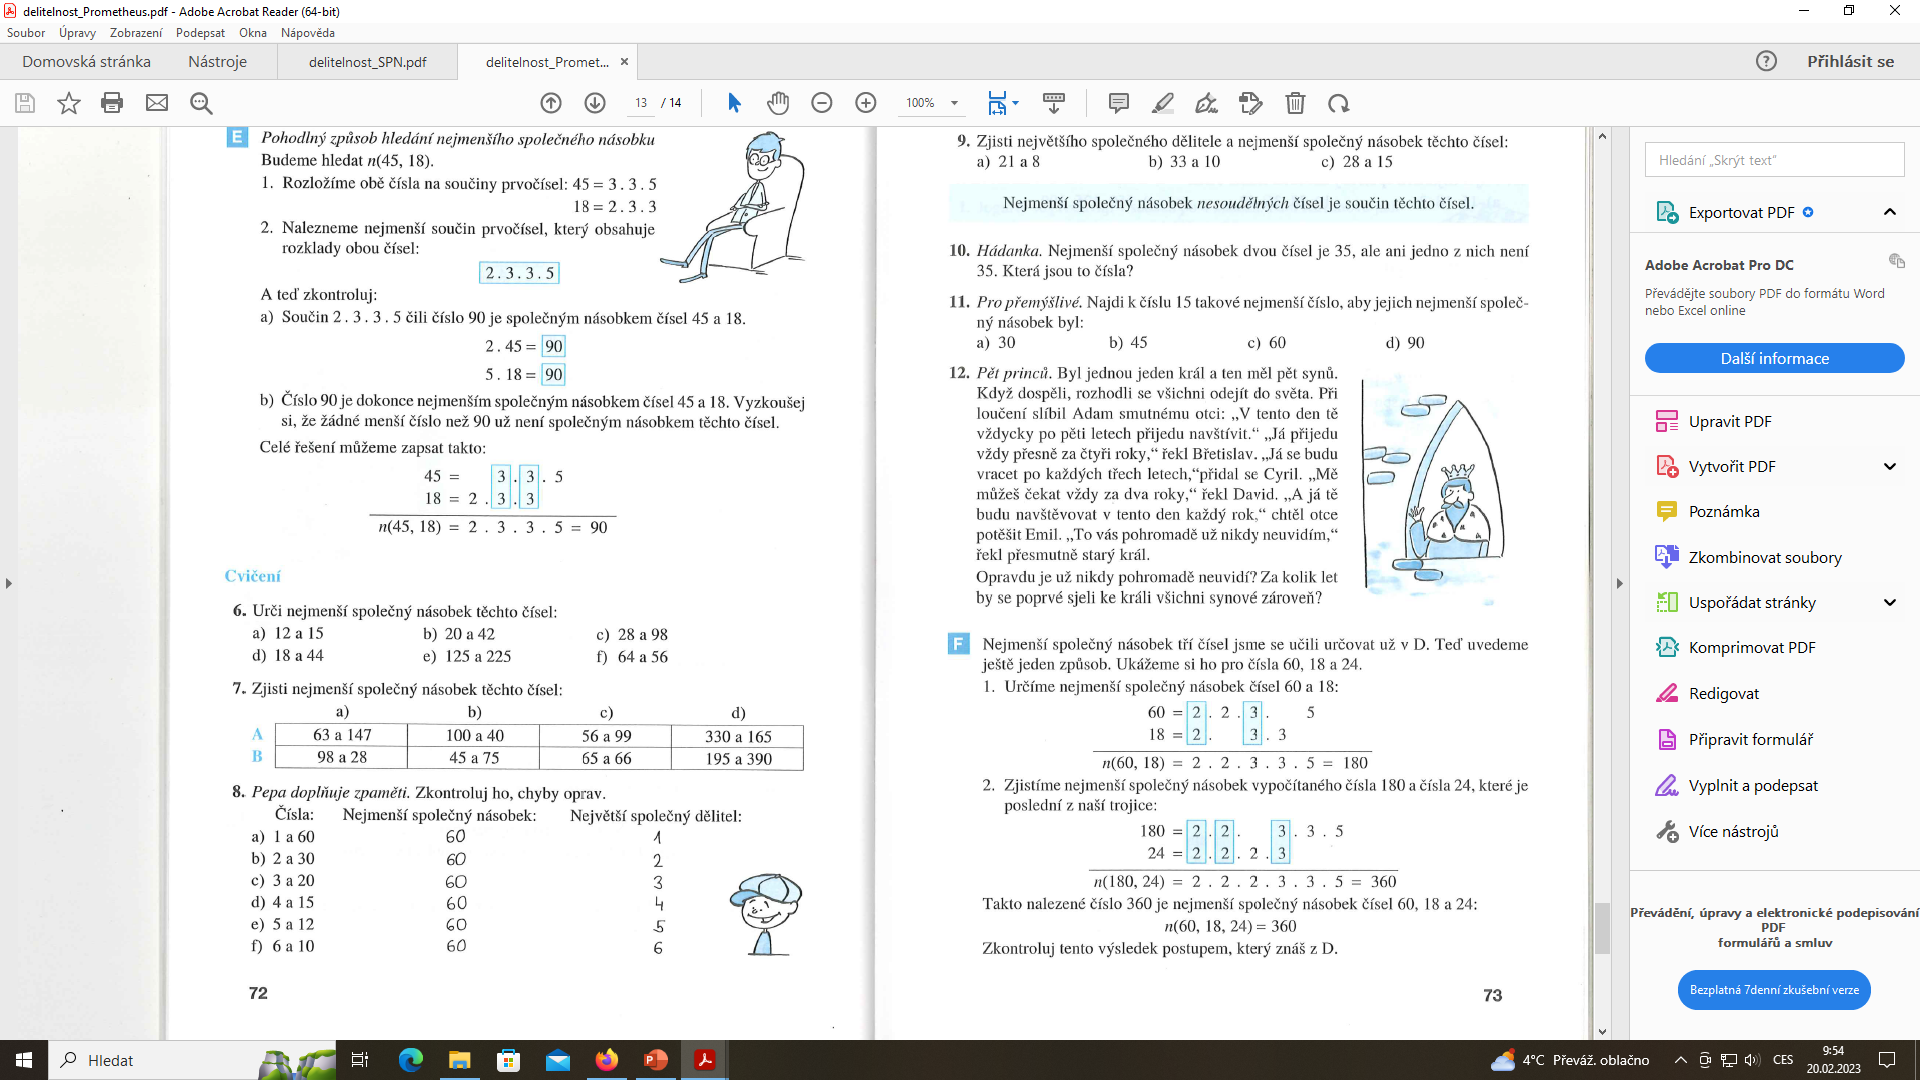 delitelnost_Prometheus.pdf - Adobe Acrobat Reader (64-bit)
Soubor Úpravy Zobrazení Podepsat Okna Nápověda
Domovská stránka Nástroje delitelnost_SPN.pdf delitelnost_Promet... × Přihlásit se
13 / 14 100%
E Pohodlný způsob hledání nejmenšího společného násobku
Budeme hledat n(45, 18).
1. Rozložíme obě čísla na součiny prvočísel: 45 = 3 . 3 . 5
18 = 2 . 3 . 3
2. Nalezneme nejmenší součin prvočísel, který obsahuje
rozklady obou čísel:
2 . 3 . 3 . 5
A teď zkontroluj:
a) Součin 2 . 3 . 3 . 5 čili číslo 90 je společným násobkem čísel 45 a 18.
2 . 45 = 90
5 . 18 = 90
b) Číslo 90 je dokonce nejmenším společným násobkem čísel 45 a 18. Vyzkoušej
si, že žádné menší číslo než 90 už není společným násobkem těchto čísel.
Celé řešení můžeme zapsat takto:
45 = 3 . 3 . 5
18 = 2 . 3 . 3
n(45, 18) = 2 . 3 . 3 . 5 = 90
Cvičení
6. Urči nejmenší společný násobek těchto čísel:
a) 12 a 15 b) 20 a 42 c) 28 a 98
d) 18 a 44 e) 125 a 225 f) 64 a 56
7. Zjisti nejmenší společný násobek těchto čísel:
a) b) c) d)
A 63 a 147 100 a 40 56 a 99 330 a 165
B 98 a 28 45 a 75 65 a 66 195 a 390
8. Pepa doplňuje zpaměti. Zkontroluj ho, chyby oprav.
Čísla: Nejmenší společný násobek: Největší společný dělitel:
a) 1 a 60 60 1
b) 2 a 30 60 2
c) 3 a 20 60 3
d) 4 a 15 60 4
e) 5 a 12 60 5
f) 6 a 10 60 6
72
9. Zjisti největšího společného dělitele a nejmenší společný násobek těchto čísel:
a) 21 a 8 b) 33 a 10 c) 28 a 15
Nejmenší společný násobek nesoudělných čísel je součin těchto čísel.
10. Hádanka. Nejmenší společný násobek dvou čísel je 35, ale ani jedno z nich není
35. Která jsou to čísla?
11. Pro přemýšlivé. Najdi k číslu 15 takové nejmenší číslo, aby jejich nejmenší společ-
ný násobek byl:
a) 30 b) 45 c) 60 d) 90
12. Pět princů. Byl jednou jeden král a ten měl pět synů.
Když dospěli, rozhodli se všichni odejít do světa. Při
loučení slíbil Adam smutnému otci: „V tento den tě
vždycky po pěti letech přijedu navštívit.“ „Já přijedu
vždy přesně za čtyři roky,“ řekl Břetislav. „Já se budu
vracet po každých třech letech,“přidal se Cyril. „Mě
můžeš čekat vždy za dva roky,“ řekl David. „A já tě
budu navštěvovat v tento den každý rok,“ chtěl otce
potěšit Emil. „To vás pohromadě už nikdy neuvidím,“
řekl přesmutně starý král.
Opravdu je už nikdy pohromadě neuvidí? Za kolik let
by se poprvé sjeli ke králi všichni synové zároveň?
F Nejmenší společný násobek tří čísel jsme se učili určovat už v D. Teď uvedeme
ještě jeden způsob. Ukážeme si ho pro čísla 60, 18 a 24.
1. Určíme nejmenší společný násobek čísel 60 a 18:
60 = 2 . 2 . 3 . 5
18 = 2 . 3 . 3
n(60, 18) = 2 . 2 . 3 . 3 . 5 = 180
2. Zjistíme nejmenší společný násobek vypočítaného čísla 180 a čísla 24, které je
poslední z naší trojice:
180 = 2 . 2 . 3 . 3 . 5
24 = 2 . 2 . 2 . 3
n(180, 24) = 2 . 2 . 2 . 3 . 3 . 5 = 360
Takto nalezené číslo 360 je nejmenší společný násobek čísel 60, 18 a 24:
n(60, 18, 24) = 360
Zkontroluj tento výsledek postupem, který znáš z D.
73
Hledání „Skrýt text“
Exportovat PDF
Adobe Acrobat Pro DC
Převádějte soubory PDF do formátu Word
nebo Excel online
Další informace
Upravit PDF
Vytvořit PDF
Poznámka
Zkombinovat soubory
Uspořádat stránky
Komprimovat PDF
Redigovat
Připravit formulář
Vyplnit a podepsat
Více nástrojů
Převádění, úpravy a elektronické podepisování
PDF
formulářů a smluv
Bezplatná 7denní zkušební verze
Hledat 4°C Převáž. oblačno CES 9:54
20.02.2023